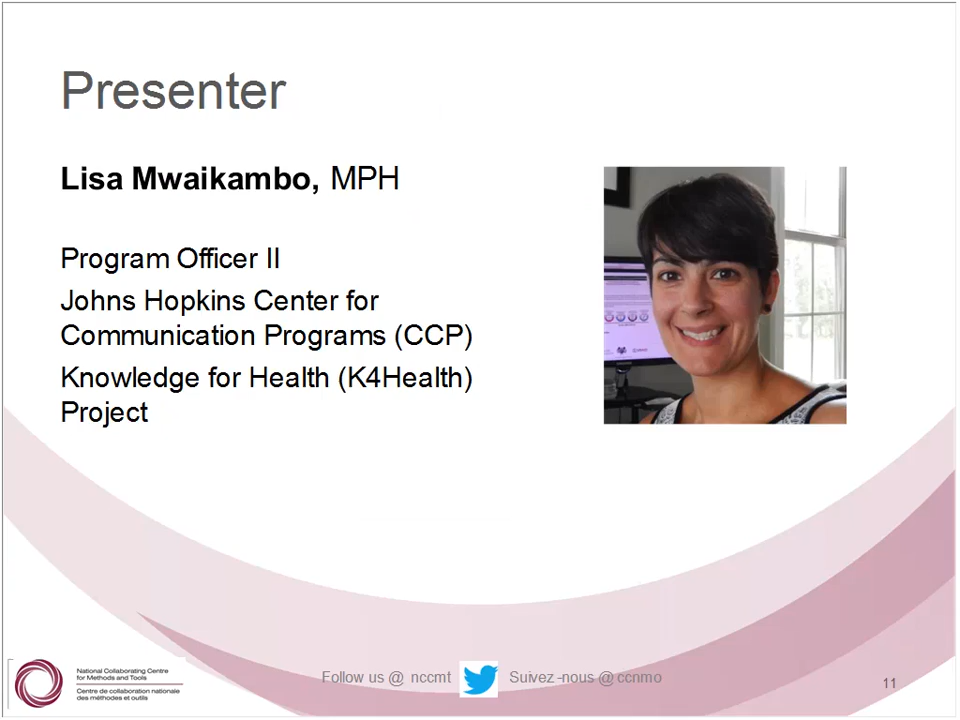 Presenter
Lisa Mwaikambo, MPH
Program Officer II
Johns Hopkins Center for
Communication Programs (CCP)
Knowledge for Health (K4Health)
Project
National Collaborating Centre
for Methods and Tools
Centre de collaboration nationale
des méthodes et outils
Follow us @ nccmt Suivez-nous @ccnmo
11